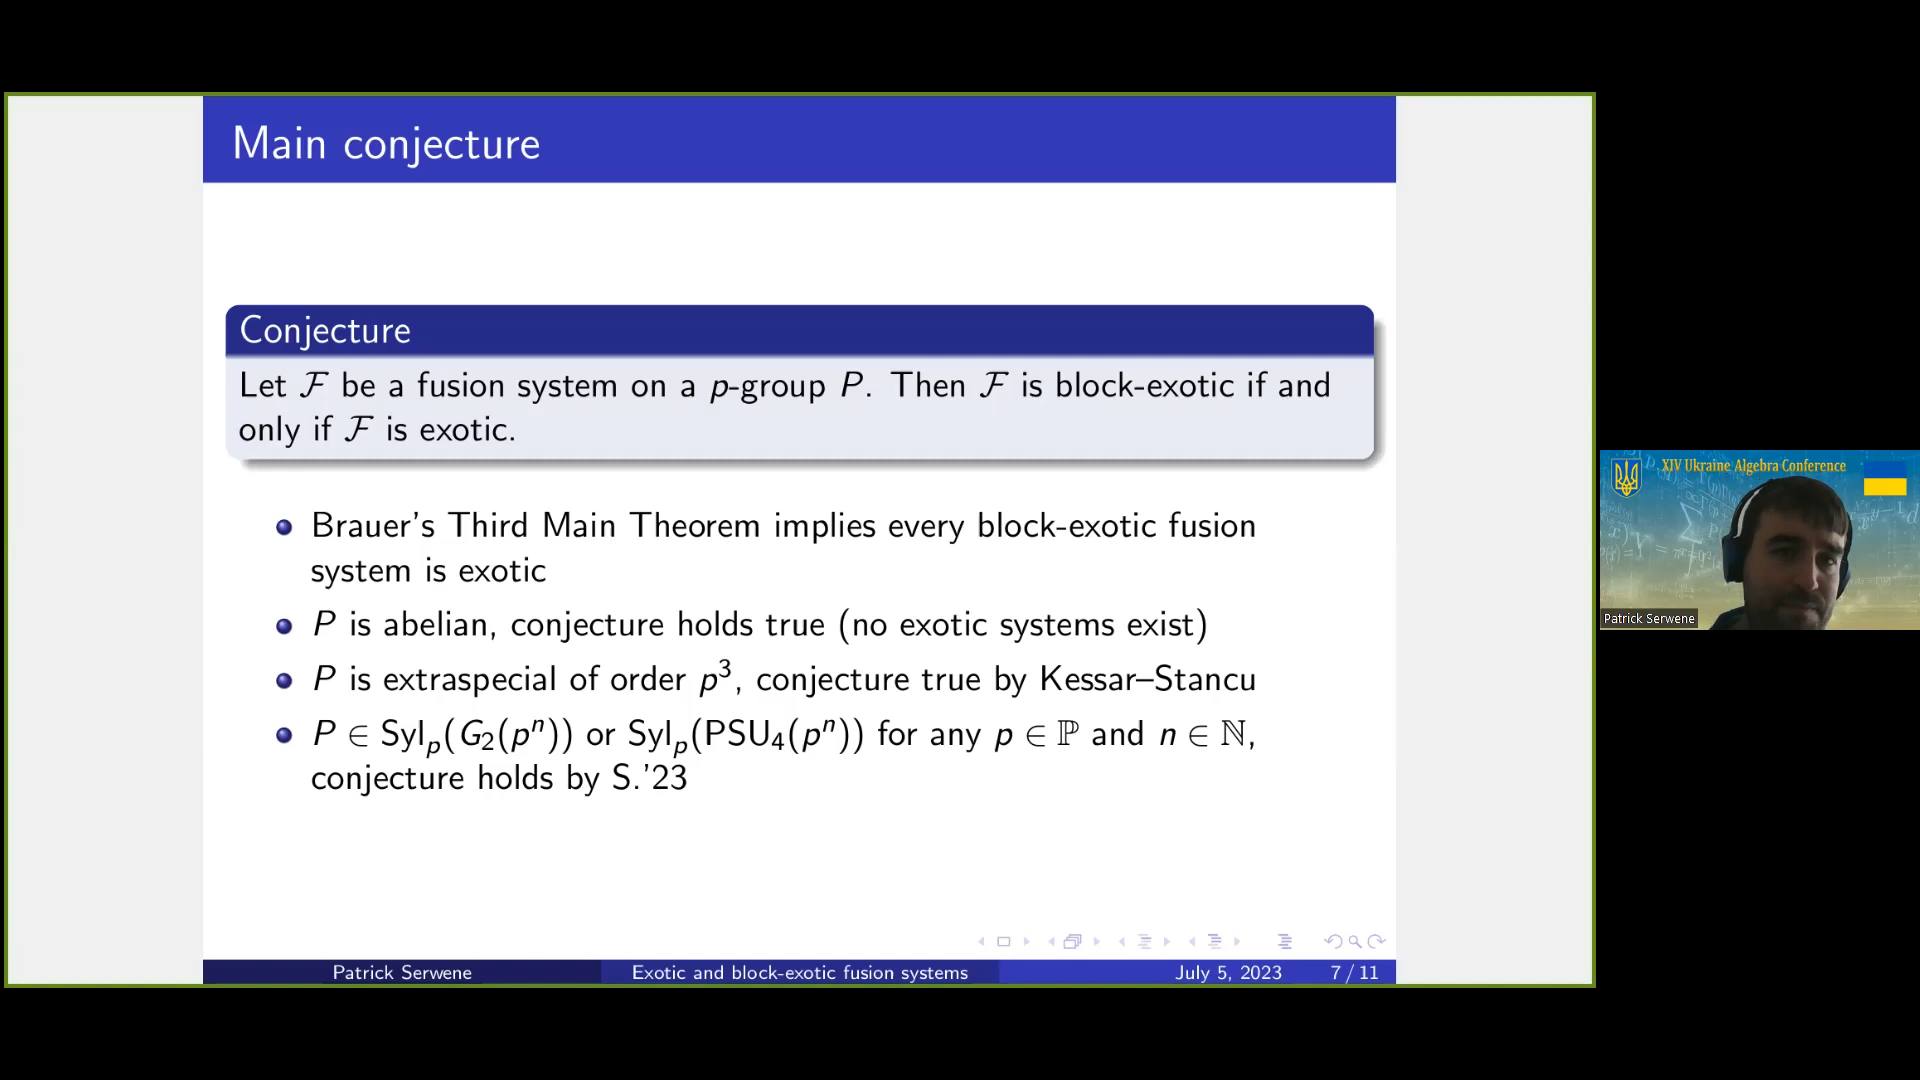 Main conjecture
Conjecture
Let ℱ be a fusion system on a p-group P. Then ℱ is block-exotic if and
only if ℱ is exotic.
Brauer's Third Main Theorem implies every block-exotic fusion
system is exotic
P is abelian, conjecture holds true (no exotic systems exist)
P is extraspecial of order p³, conjecture true by Kessar–Stancu
P ∈ Sylₚ(G₂(pⁿ)) or Sylₚ(PSU₄(pⁿ)) for any p ∈ ℙ and n ∈ ℕ,
conjecture holds by S.'23
Patrick Serwene Exotic and block-exotic fusion systems July 5, 2023 7 / 11
XIV Ukraine Algebra Conference
Patrick Serwene